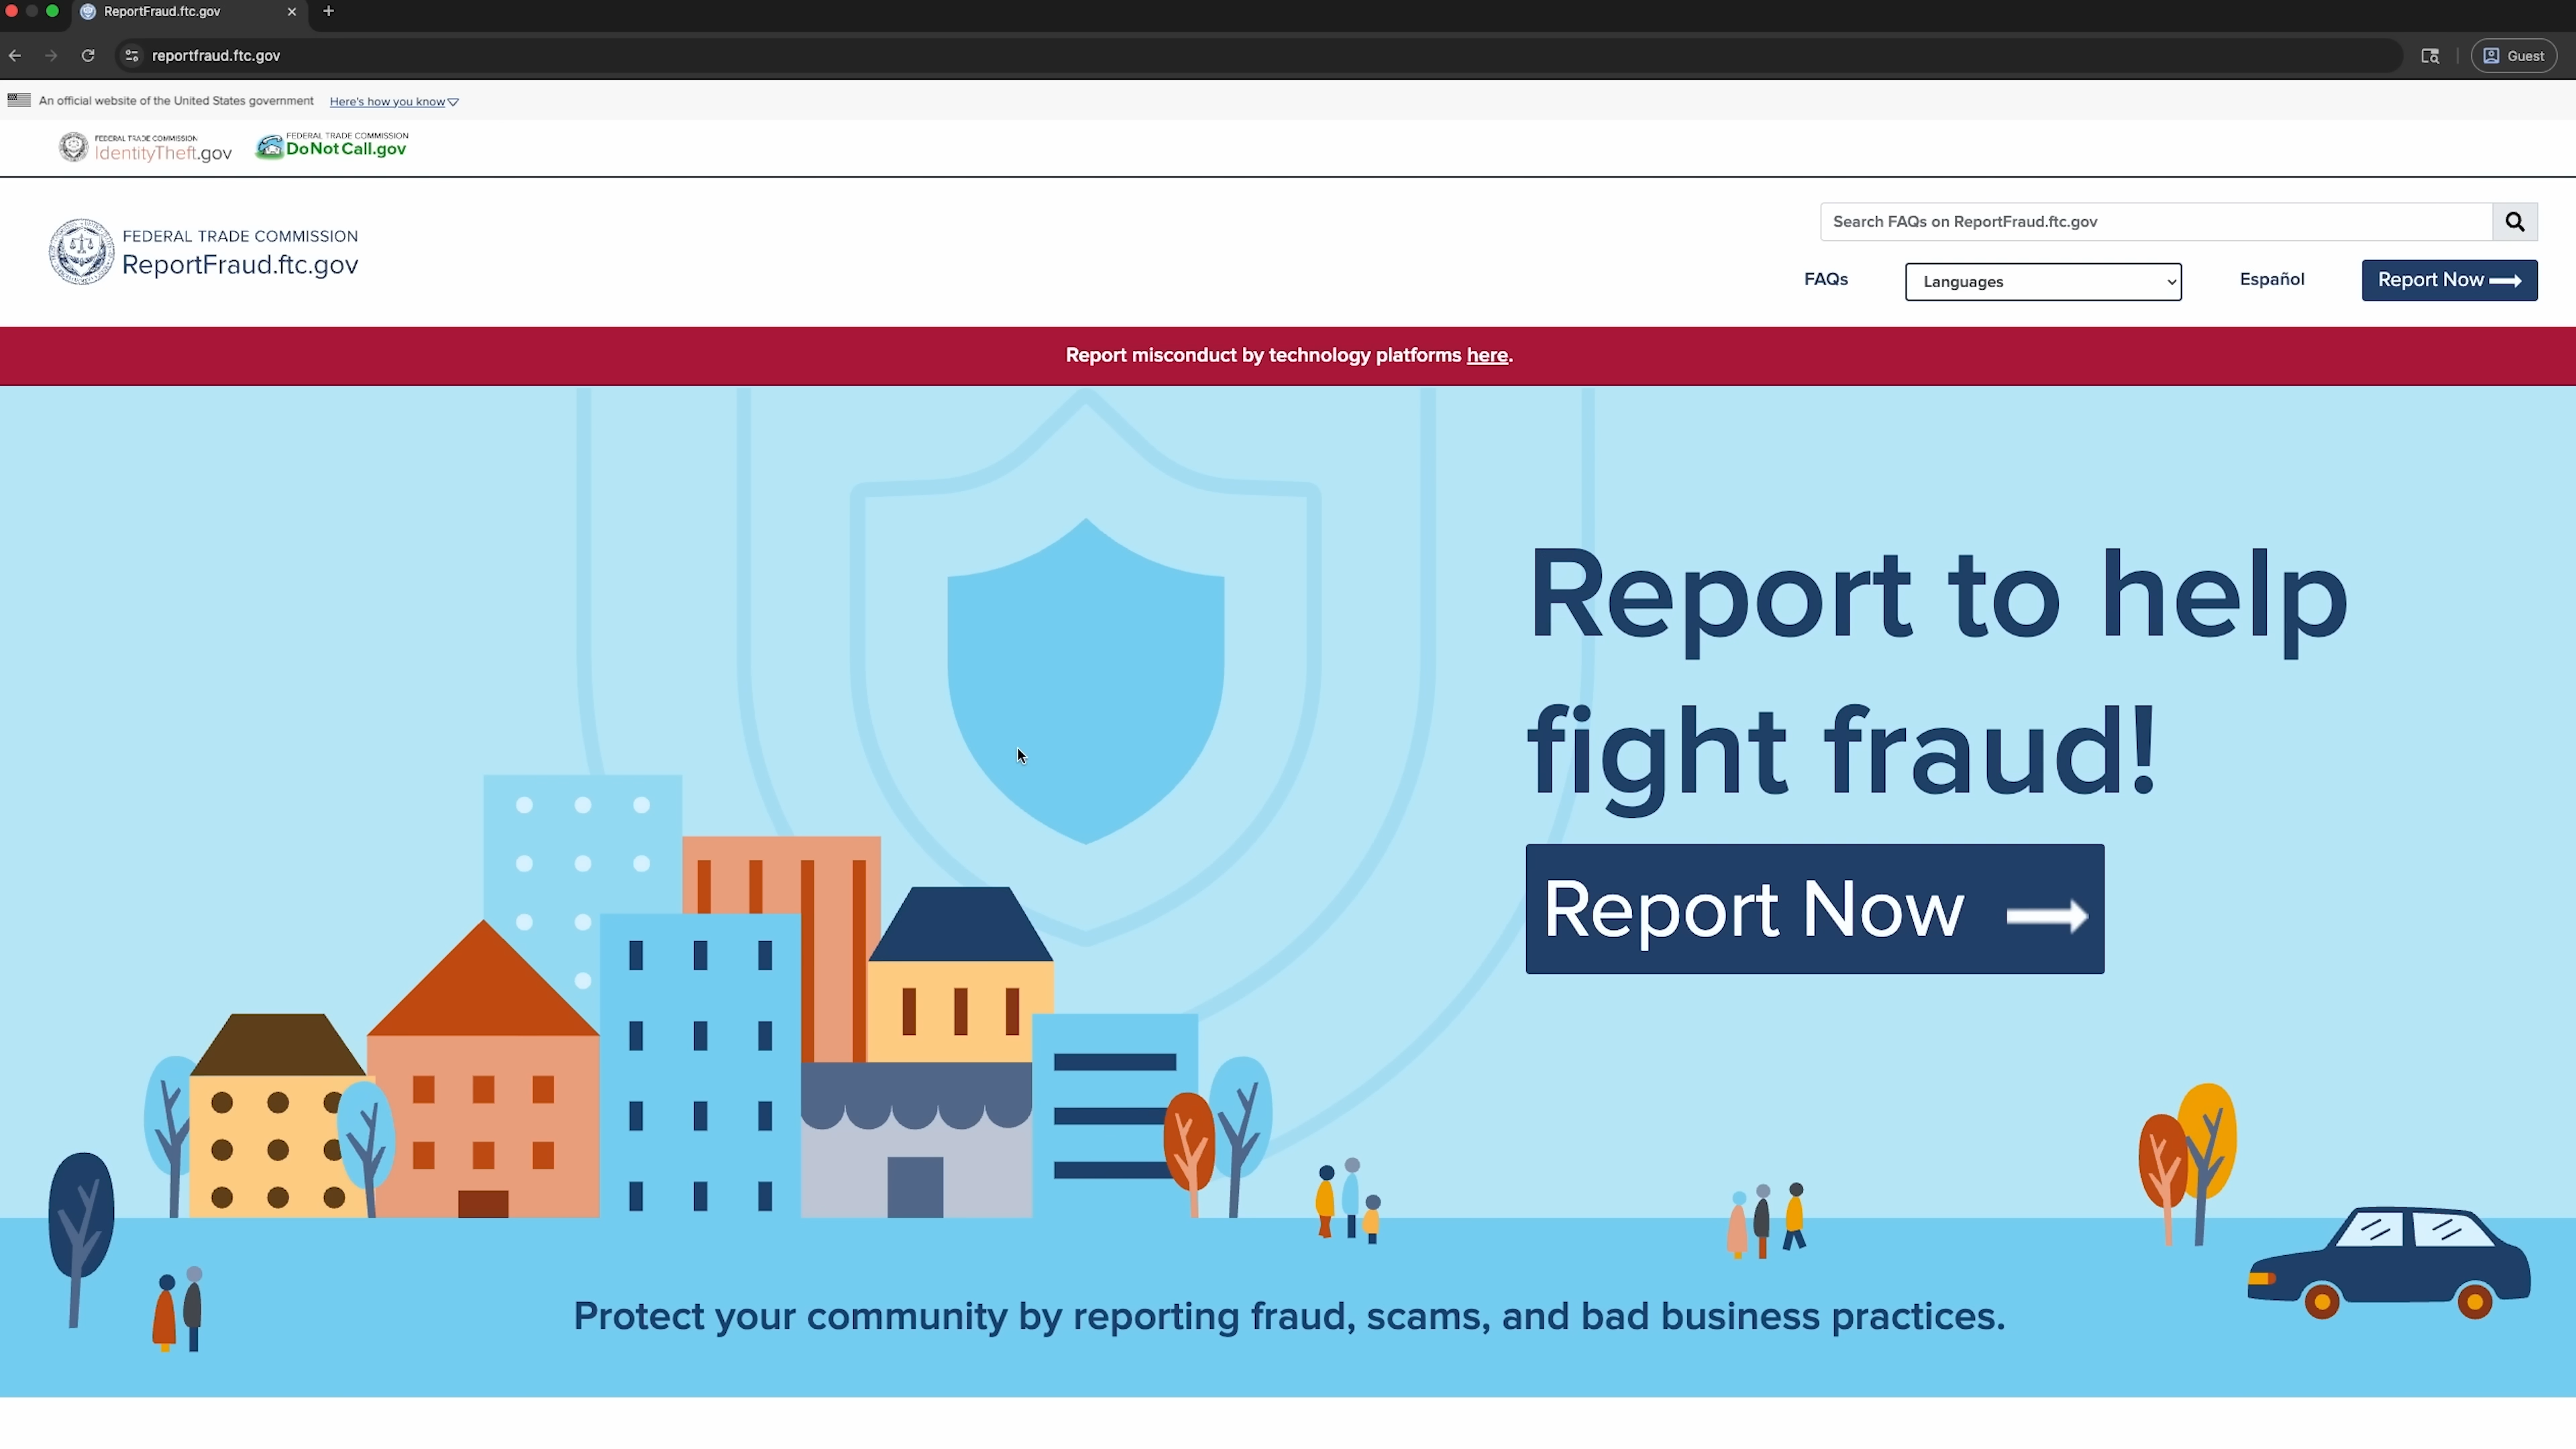 ReportFraud.ftc.gov
reportfraud.ftc.gov
Guest
An official website of the United States government Here's how you know
FEDERAL TRADE COMMISSION
IdentityTheft.gov
FEDERAL TRADE COMMISSION
DoNotCall.gov
FEDERAL TRADE COMMISSION
ReportFraud.ftc.gov
Search FAQs on ReportFraud.ftc.gov
FAQs Languages Español Report Now
Report misconduct by technology platforms here.
Report to help
fight fraud!
Report Now
Protect your community by reporting fraud, scams, and bad business practices.